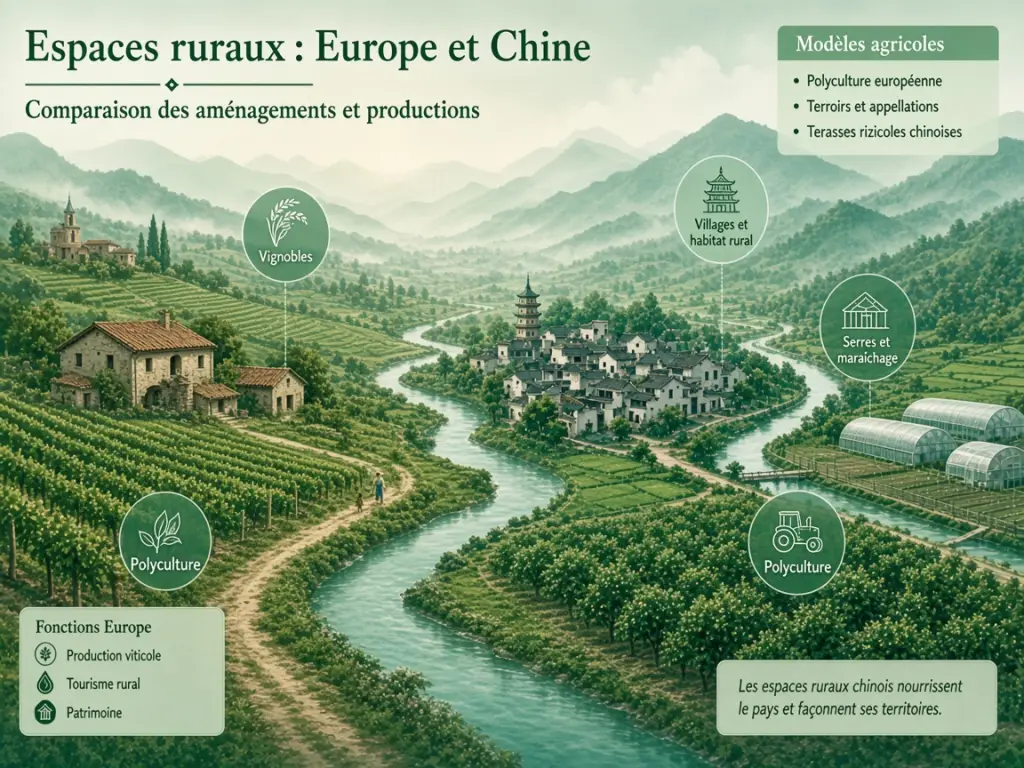 Espaces ruraux : Europe et Chine
Comparaison des aménagements et productions
Modèles agricoles
• Polyculture européenne
• Terroirs et appellations
• Terasses rizicoles chinoises
Vignobles
Villages et
habitat rural
Serres et
maraîchage
Polyculture
Polyculture
Fonctions Europe
Production viticole
Tourisme rural
Patrimoine
Les espaces ruraux chinois nourrissent
le pays et façonnent ses territoires.